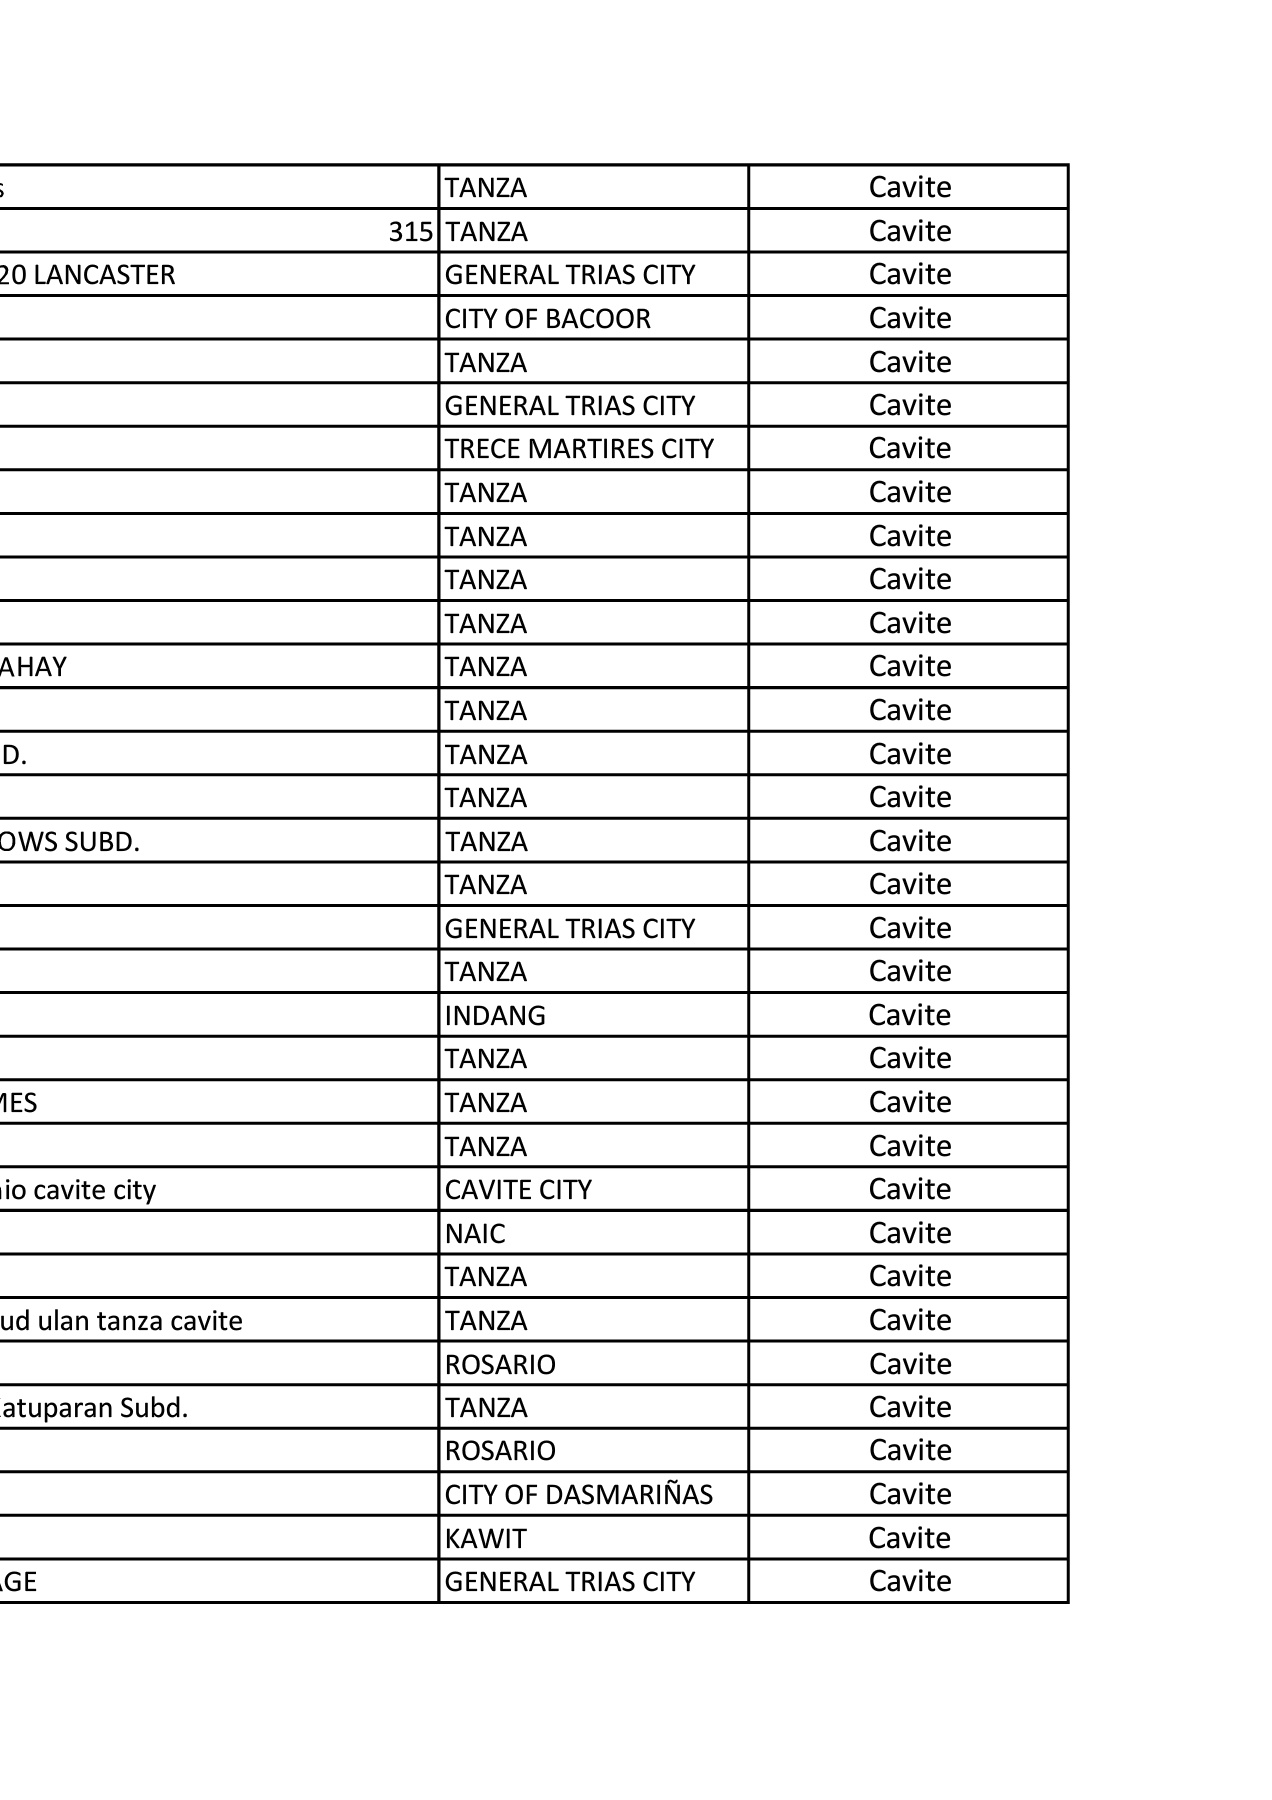 s TANZA Cavite
315 TANZA Cavite
20 LANCASTER GENERAL TRIAS CITY Cavite
CITY OF BACOOR Cavite
TANZA Cavite
GENERAL TRIAS CITY Cavite
TRECE MARTIRES CITY Cavite
TANZA Cavite
TANZA Cavite
TANZA Cavite
TANZA Cavite
AHAY TANZA Cavite
TANZA Cavite
D. TANZA Cavite
TANZA Cavite
OWS SUBD. TANZA Cavite
TANZA Cavite
GENERAL TRIAS CITY Cavite
TANZA Cavite
INDANG Cavite
TANZA Cavite
MES TANZA Cavite
TANZA Cavite
io cavite city CAVITE CITY Cavite
NAIC Cavite
TANZA Cavite
ud ulan tanza cavite TANZA Cavite
ROSARIO Cavite
atuparan Subd. TANZA Cavite
ROSARIO Cavite
CITY OF DASMARIÑAS Cavite
KAWIT Cavite
AGE GENERAL TRIAS CITY Cavite